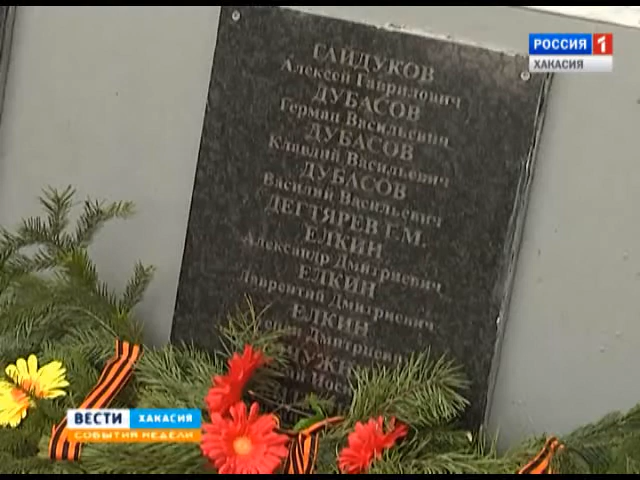 РОССИЯ 1
ХАКАСИЯ
ГАЙДУКОВ
Алексей Гаврилович
ДУБАСОВ
Герман Васильевич
ДУБАСОВ
Клавдий Васильевич
ДУБАСОВ
Василий Васильевич
ДЕГТЯРЕВ Г.М.
ЕЛКИН
Александр Дмитриевич
ЕЛКИН
Лаврентий Дмитриевич
ЕЛКИН
Дмитриевич
ВЕСТИ ХАКАСИЯ
СОБЫТИЯ НЕДЕЛИ